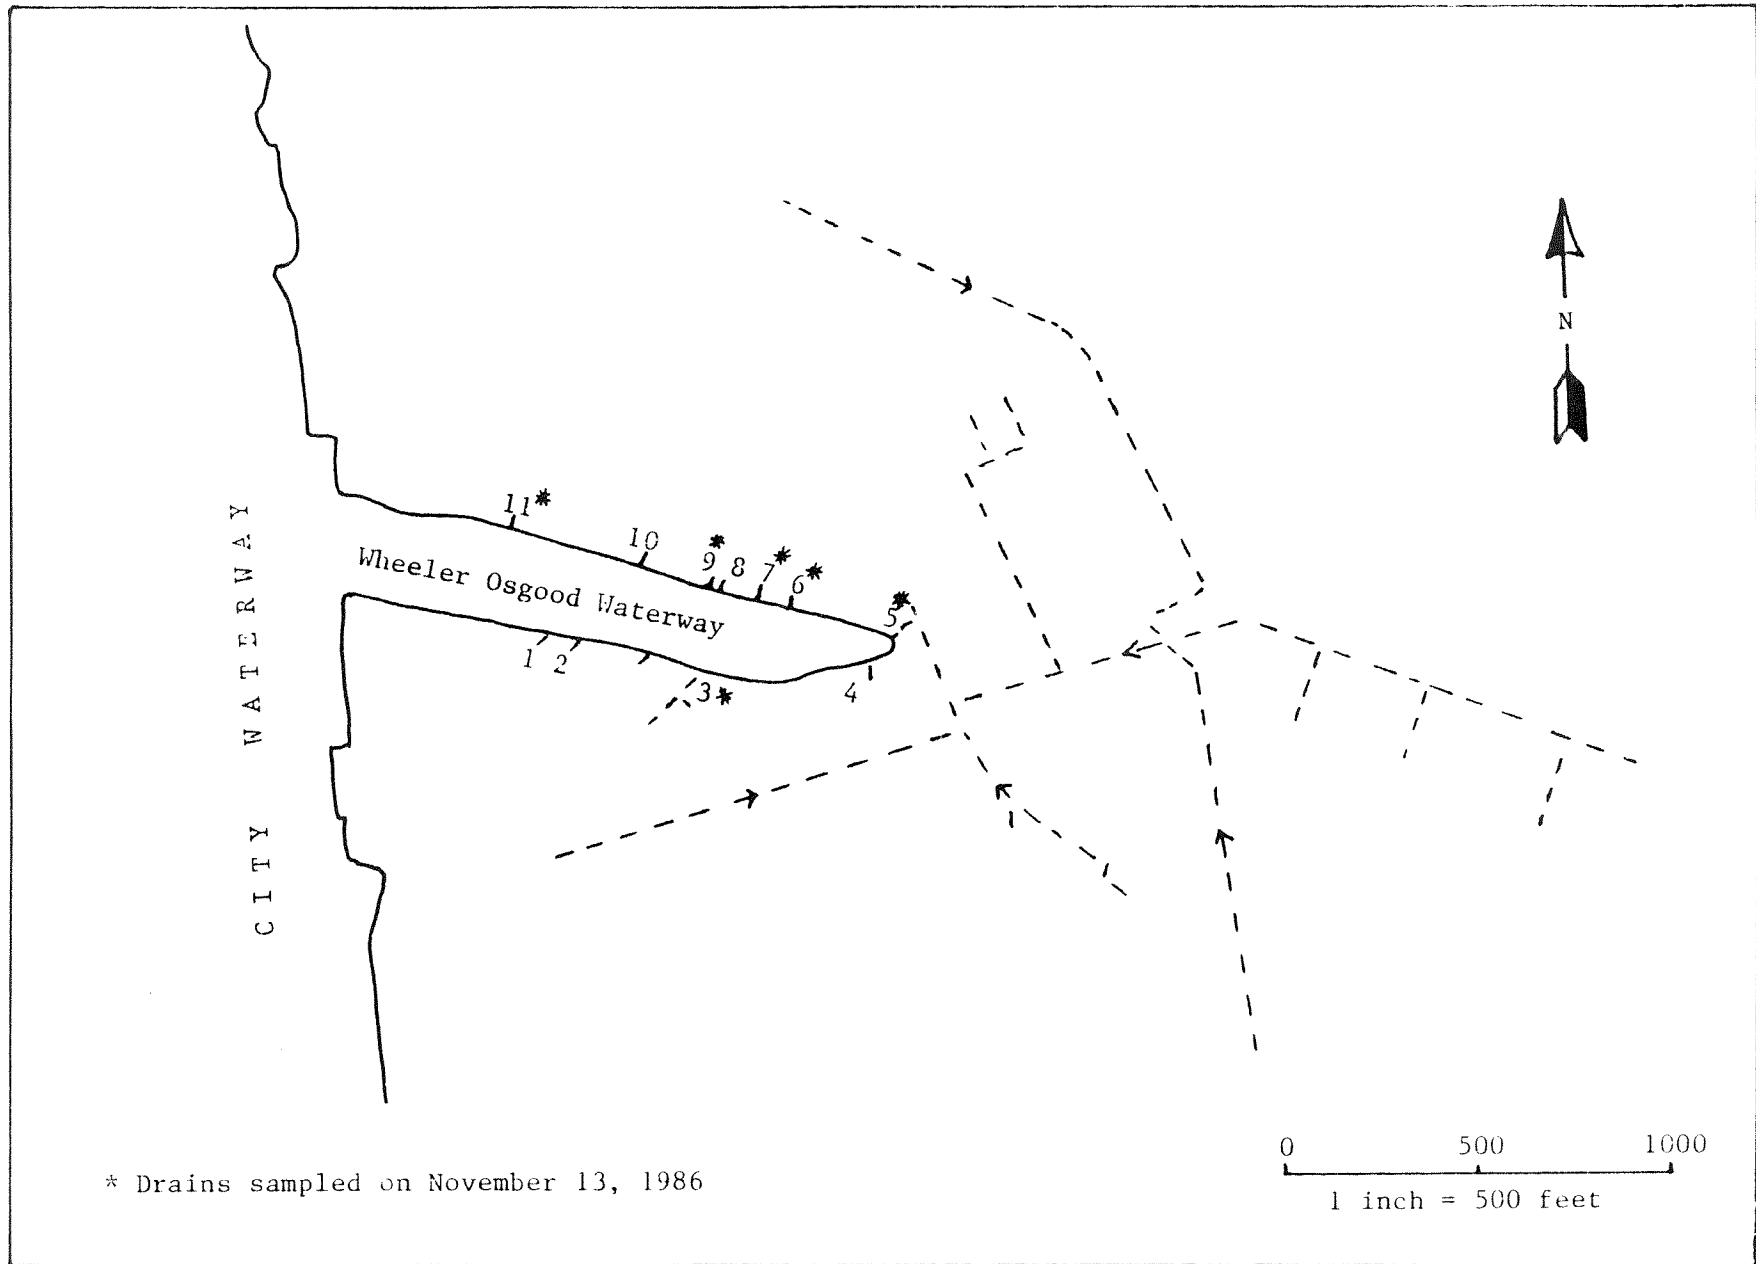 N
11*
10
9*
8
7*
6*
5*
Wheeler Osgood Waterway
1
2
3*
4
CITY WATERWAY
0 500 1000
1 inch = 500 feet
* Drains sampled on November 13, 1986